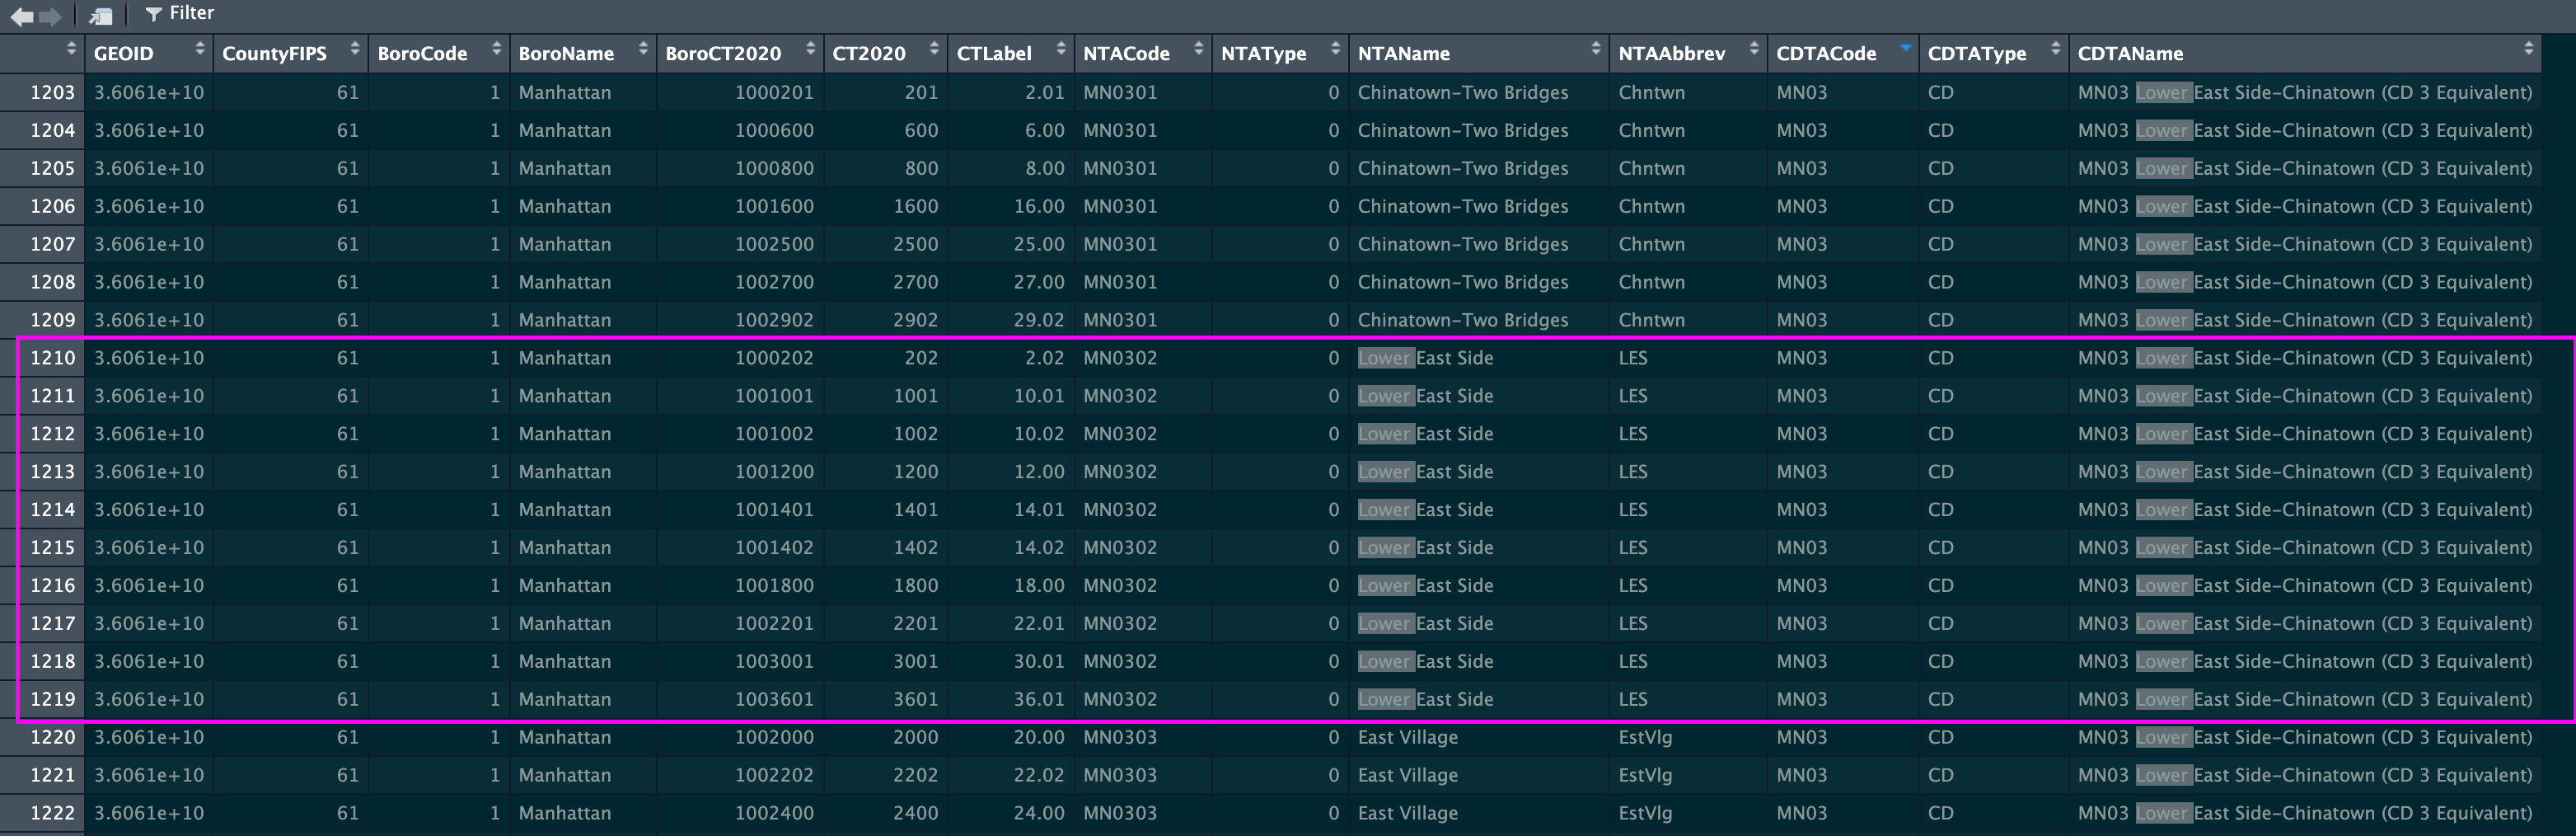 Filter
GEOID CountyFIPS BoroCode BoroName BoroCT2020 CT2020 CTLabel NTACode NTAType NTAName NTAAbbrev CDTACode CDTAType CDTAName
1203 3.6061e+10 61 1 Manhattan 1000201 201 2.01 MN0301 0 Chinatown-Two Bridges Chntwn MN03 CD MN03 Lower East Side-Chinatown (CD 3 Equivalent)
1204 3.6061e+10 61 1 Manhattan 1000600 600 6.00 MN0301 0 Chinatown-Two Bridges Chntwn MN03 CD MN03 Lower East Side-Chinatown (CD 3 Equivalent)
1205 3.6061e+10 61 1 Manhattan 1000800 800 8.00 MN0301 0 Chinatown-Two Bridges Chntwn MN03 CD MN03 Lower East Side-Chinatown (CD 3 Equivalent)
1206 3.6061e+10 61 1 Manhattan 1001600 1600 16.00 MN0301 0 Chinatown-Two Bridges Chntwn MN03 CD MN03 Lower East Side-Chinatown (CD 3 Equivalent)
1207 3.6061e+10 61 1 Manhattan 1002500 2500 25.00 MN0301 0 Chinatown-Two Bridges Chntwn MN03 CD MN03 Lower East Side-Chinatown (CD 3 Equivalent)
1208 3.6061e+10 61 1 Manhattan 1002700 2700 27.00 MN0301 0 Chinatown-Two Bridges Chntwn MN03 CD MN03 Lower East Side-Chinatown (CD 3 Equivalent)
1209 3.6061e+10 61 1 Manhattan 1002902 2902 29.02 MN0301 0 Chinatown-Two Bridges Chntwn MN03 CD MN03 Lower East Side-Chinatown (CD 3 Equivalent)
1210 3.6061e+10 61 1 Manhattan 1000202 202 2.02 MN0302 0 Lower East Side LES MN03 CD MN03 Lower East Side-Chinatown (CD 3 Equivalent)
1211 3.6061e+10 61 1 Manhattan 1001001 1001 10.01 MN0302 0 Lower East Side LES MN03 CD MN03 Lower East Side-Chinatown (CD 3 Equivalent)
1212 3.6061e+10 61 1 Manhattan 1001002 1002 10.02 MN0302 0 Lower East Side LES MN03 CD MN03 Lower East Side-Chinatown (CD 3 Equivalent)
1213 3.6061e+10 61 1 Manhattan 1001200 1200 12.00 MN0302 0 Lower East Side LES MN03 CD MN03 Lower East Side-Chinatown (CD 3 Equivalent)
1214 3.6061e+10 61 1 Manhattan 1001401 1401 14.01 MN0302 0 Lower East Side LES MN03 CD MN03 Lower East Side-Chinatown (CD 3 Equivalent)
1215 3.6061e+10 61 1 Manhattan 1001402 1402 14.02 MN0302 0 Lower East Side LES MN03 CD MN03 Lower East Side-Chinatown (CD 3 Equivalent)
1216 3.6061e+10 61 1 Manhattan 1001800 1800 18.00 MN0302 0 Lower East Side LES MN03 CD MN03 Lower East Side-Chinatown (CD 3 Equivalent)
1217 3.6061e+10 61 1 Manhattan 1002201 2201 22.01 MN0302 0 Lower East Side LES MN03 CD MN03 Lower East Side-Chinatown (CD 3 Equivalent)
1218 3.6061e+10 61 1 Manhattan 1003001 3001 30.01 MN0302 0 Lower East Side LES MN03 CD MN03 Lower East Side-Chinatown (CD 3 Equivalent)
1219 3.6061e+10 61 1 Manhattan 1003601 3601 36.01 MN0302 0 Lower East Side LES MN03 CD MN03 Lower East Side-Chinatown (CD 3 Equivalent)
1220 3.6061e+10 61 1 Manhattan 1002000 2000 20.00 MN0303 0 East Village EstVlg MN03 CD MN03 Lower East Side-Chinatown (CD 3 Equivalent)
1221 3.6061e+10 61 1 Manhattan 1002202 2202 22.02 MN0303 0 East Village EstVlg MN03 CD MN03 Lower East Side-Chinatown (CD 3 Equivalent)
1222 3.6061e+10 61 1 Manhattan 1002400 2400 24.00 MN0303 0 East Village EstVlg MN03 CD MN03 Lower East Side-Chinatown (CD 3 Equivalent)